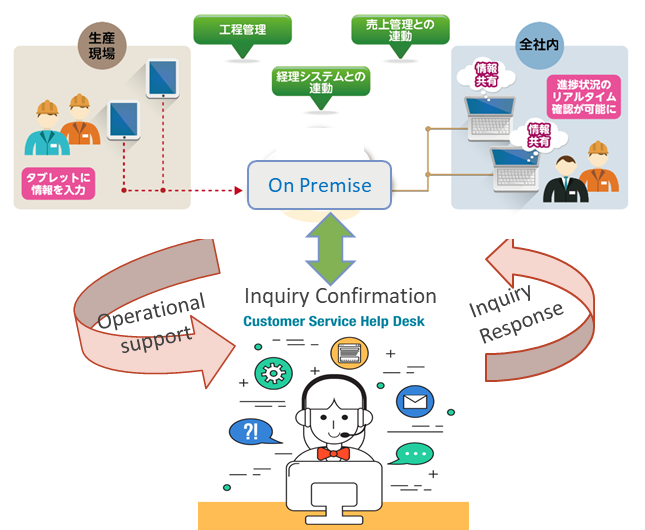 生産
現場
工程管理
売上管理との
連動
経理システムとの
連動
全社内
情報
共有
情報
共有
進捗状況の
リアルタイム
確認が可能に
タブレットに
情報を入力
On Premise
Inquiry Confirmation
Customer Service Help Desk
Operational
support
Inquiry
Response
?!